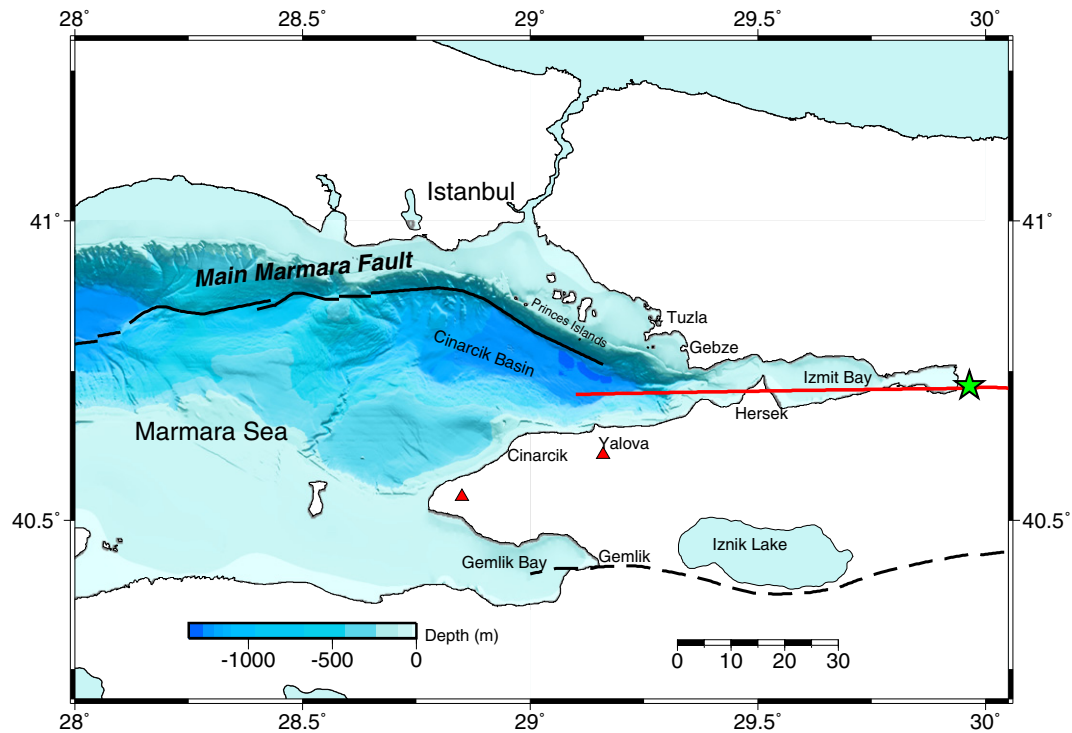 28˚ 28.5 29˚ 29.5 30˚
Istanbul
41˚ 41˚
Main Marmara Fault
Princes Islands
Tuzla
Gebze
Cinarcik Basin
Izmit Bay
Hersek
Marmara Sea
Yalova
Cinarcik
40.5˚ 40.5˚
Iznik Lake
Gemlik Bay
Gemlik
Depth (m)
-1000 -500 0
0 10 20 30
28˚ 28.5˚ 29˚ 29.5˚ 30˚